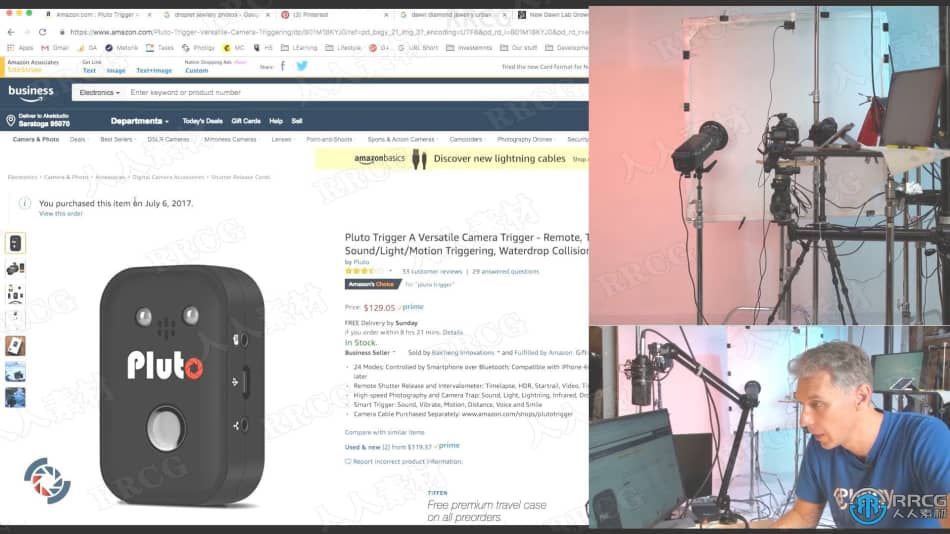 Amazon.com : Pluto Trigger -
droplet jewlery photos - Goog
(3) Pinterest
dawn diamond jewelry urban
New Dawn Lab Grown
https://www.amazon.com/Pluto-Trigger-Versatile-Camera-Triggering/dp/B01M18KYJG/ref=pd_bxgy_21_img_3?_encoding=UTF8&pd_rd_i=B01M18KYJG&pd_rd_r=
Apps
Gmail
GA
Metorik
Tasks
Photigy
MC
HS
LEarning
Lifestyle
G+
URL Short
Investemnts
Our stuff
Developme
Amazon Associates
SiteStripe
Get Link
Text Image Text+Image
Native Shopping Ads
Custom
Share:
Tried the new Card format for N
business
Electronics
Enter keyword or product number
Deliver to Akelstudio
Saratoga 95070
Departments
Today's Deals Gift Cards Help Sell
Camera & Photo Deals Best Sellers DSLR Cameras Mirrorless Cameras Lenses Point-and-Shoots Sports & Action Cameras Camcorders Photography Drones Security
amazonbasics
Discover new lightning cables
Shop
Electronics › Camera & Photo › Accessories › Digital Camera Accessories › Shutter Release Cords
You purchased this item on July 6, 2017.
View this order
Pluto Trigger A Versatile Camera Trigger - Remote, T
Sound/Light/Motion Triggering, Waterdrop Collision
by Pluto
33 customer reviews | 29 answered questions
Amazon's Choice for "pluto trigger"
Price: $129.05 prime
FREE Delivery by Sunday
if you order within 8 hrs 21 mins. Details
In Stock.
Business Seller Sold by Bakcheng Innovations and Fulfilled by Amazon. Gift-
24 Modes: Controlled by Smartphone over Bluetooth; Compatible with iPhone 4s
later
Remote Shutter Release and Intervalometer: Timelapse, HDR, Startrail, Video, Ti
High-speed Photography and Camera Trap: Sound, Light, Lightning, Infrared, Dro
Smart Trigger: Sound, Vibrate, Motion, Distance, Voice and Smile
Camera Cable Purchased Separately: www.amazon.com/shops/plutotrigger
Compare with similar items
Used & new (2) from $119.37 prime
Report incorrect product information.
Pluto
TIFFEN
Free premium travel case
on all preorders
RRCG
人人素材